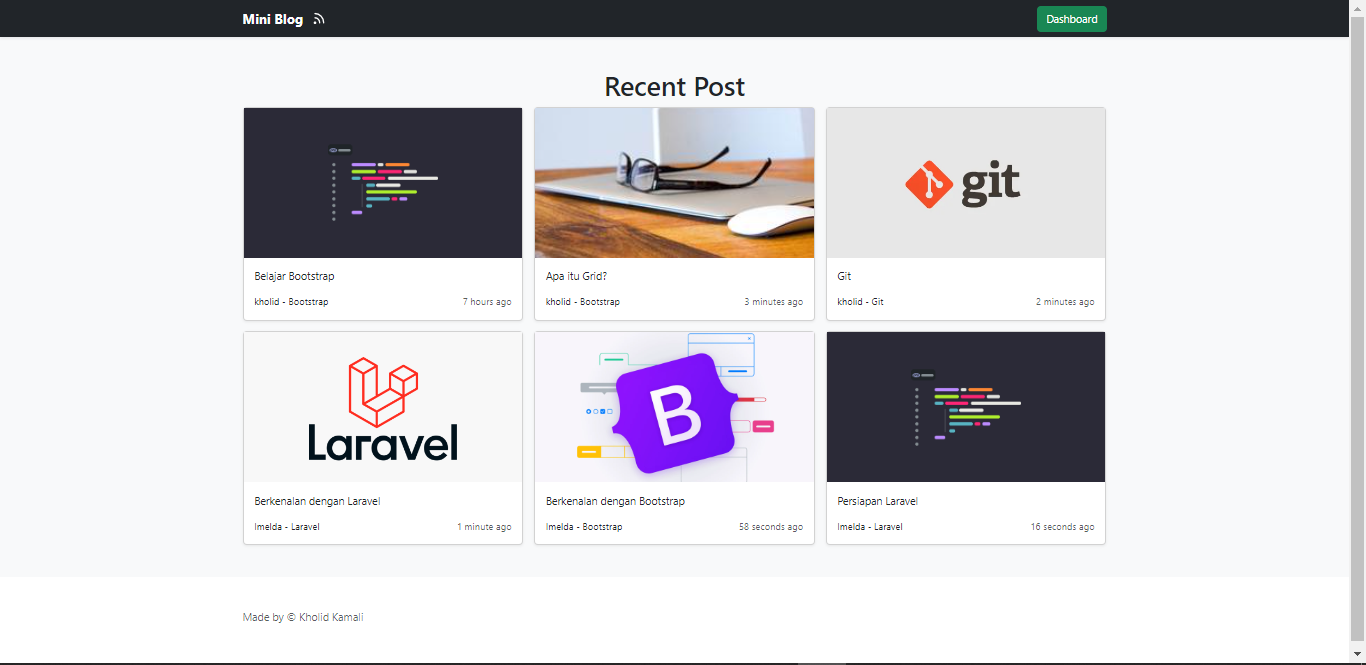 Mini Blog
Dashboard
Recent Post
git
Belajar Bootstrap
kholid - Bootstrap 7 hours ago
Apa itu Grid?
kholid - Bootstrap 3 minutes ago
Git
kholid - Git 2 minutes ago
Laravel
B
Berkenalan dengan Laravel
Imelda - Laravel 1 minute ago
Berkenalan dengan Bootstrap
Imelda - Bootstrap 58 seconds ago
Persiapan Laravel
Imelda - Laravel 16 seconds ago
Made by © Kholid Kamali